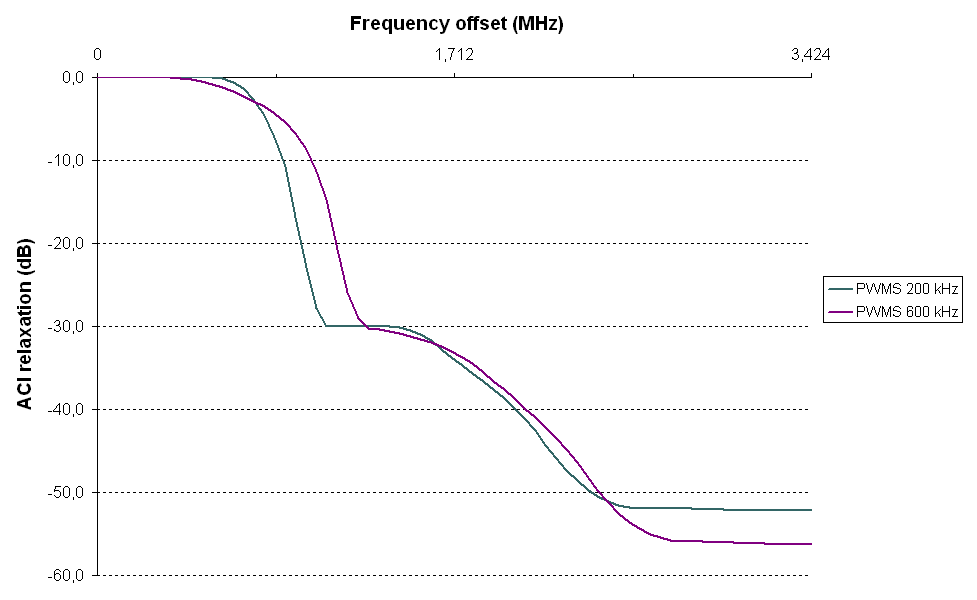 Frequency offset (MHz)
0 1,712 3,424
0,0
-10,0
-20,0
-30,0
-40,0
-50,0
-60,0
ACI relaxation (dB)
PWMS 200 kHz
PWMS 600 kHz